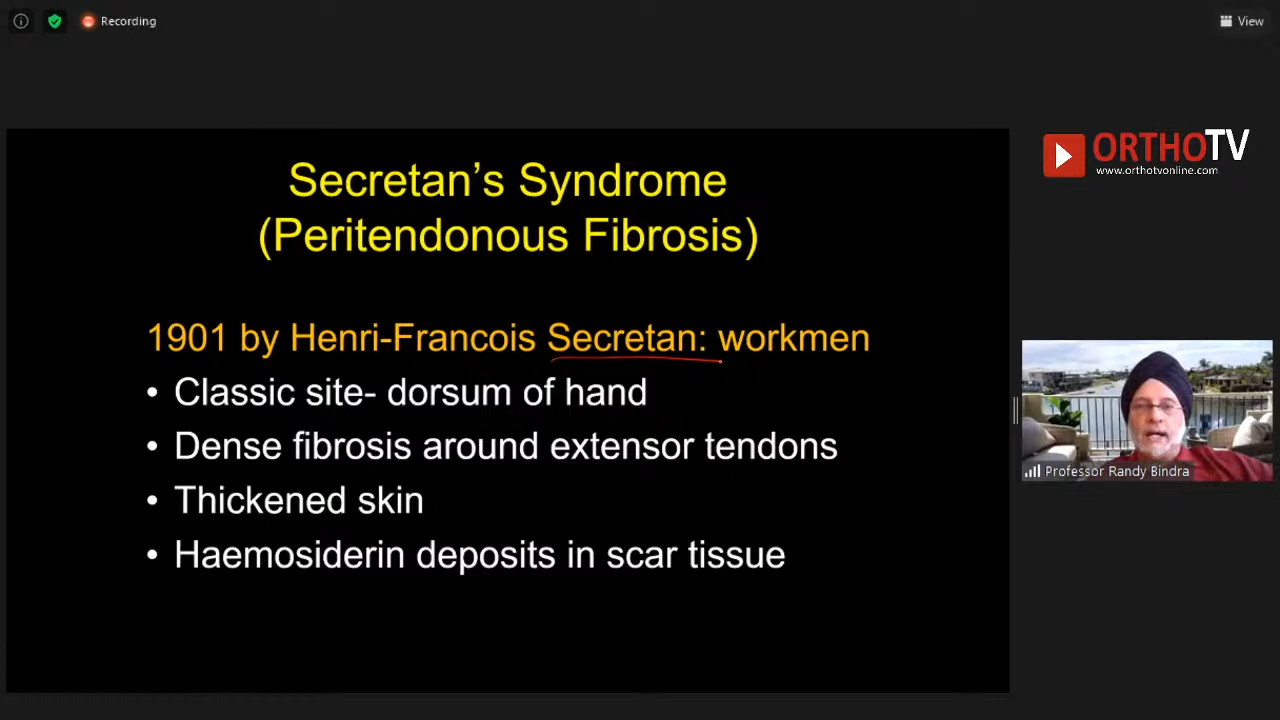 Recording
View
ORTHOTV
www.orthotvonline.com
Secretan’s Syndrome
(Peritendonous Fibrosis)
1901 by Henri-Francois Secretan: workmen
• Classic site- dorsum of hand
• Dense fibrosis around extensor tendons
• Thickened skin
• Haemosiderin deposits in scar tissue
Professor Randy Bindra